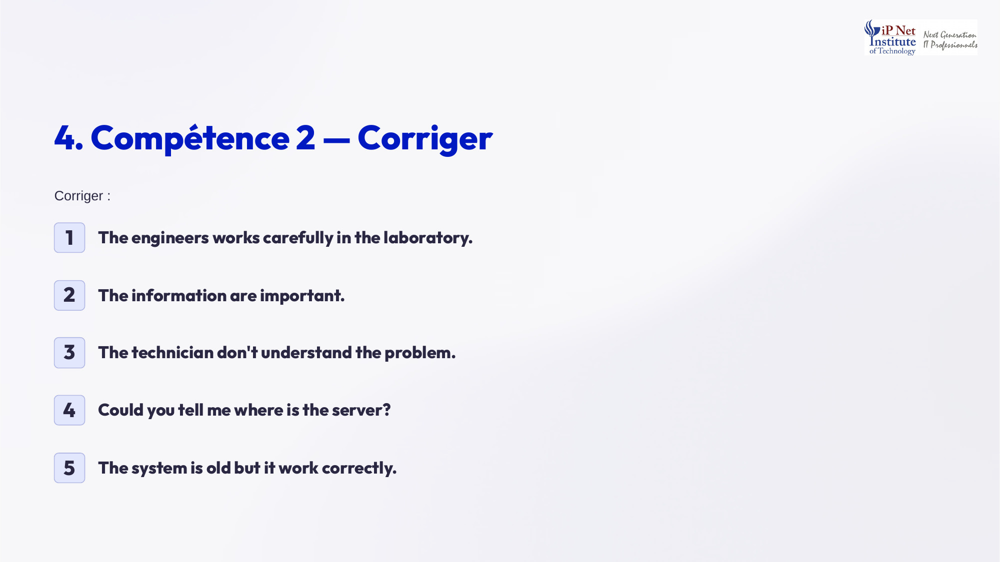 iP Net
Institute
of Technology
Next Generation
IT Professionnels
4. Compétence 2 — Corriger
Corriger :
1 The engineers works carefully in the laboratory.
2 The information are important.
3 The technician don't understand the problem.
4 Could you tell me where is the server?
5 The system is old but it work correctly.